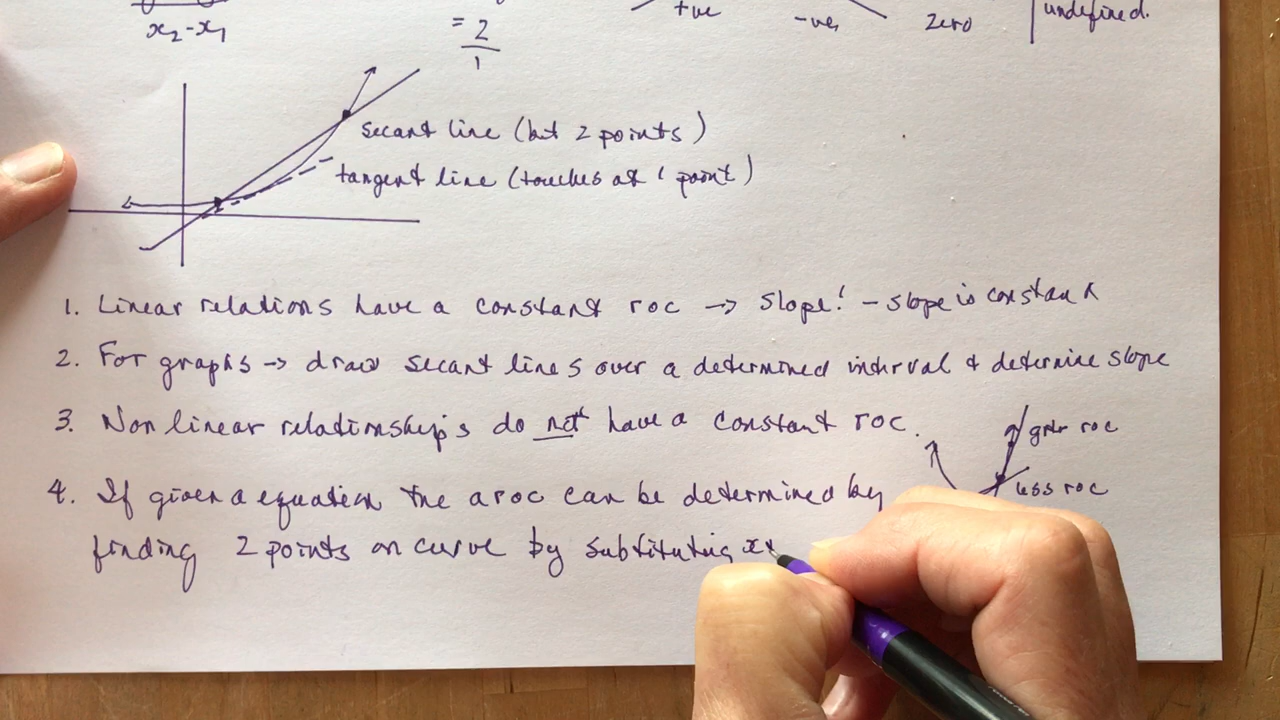 x₂-x₁
= 2
1
+ve
-ve
zero
undefined.
secant line (bt 2 points)
tangent line (touches at 1 point)
1. Linear relations have a constant roc → slope! - slope is constant
2. For graphs → draw secant lines over a determined interval & determine slope
3. Non linear relationships do not have a constant roc.
grtr roc
less roc
4. If given a equation the aroc can be determined by
finding 2 points on curve by substituting x